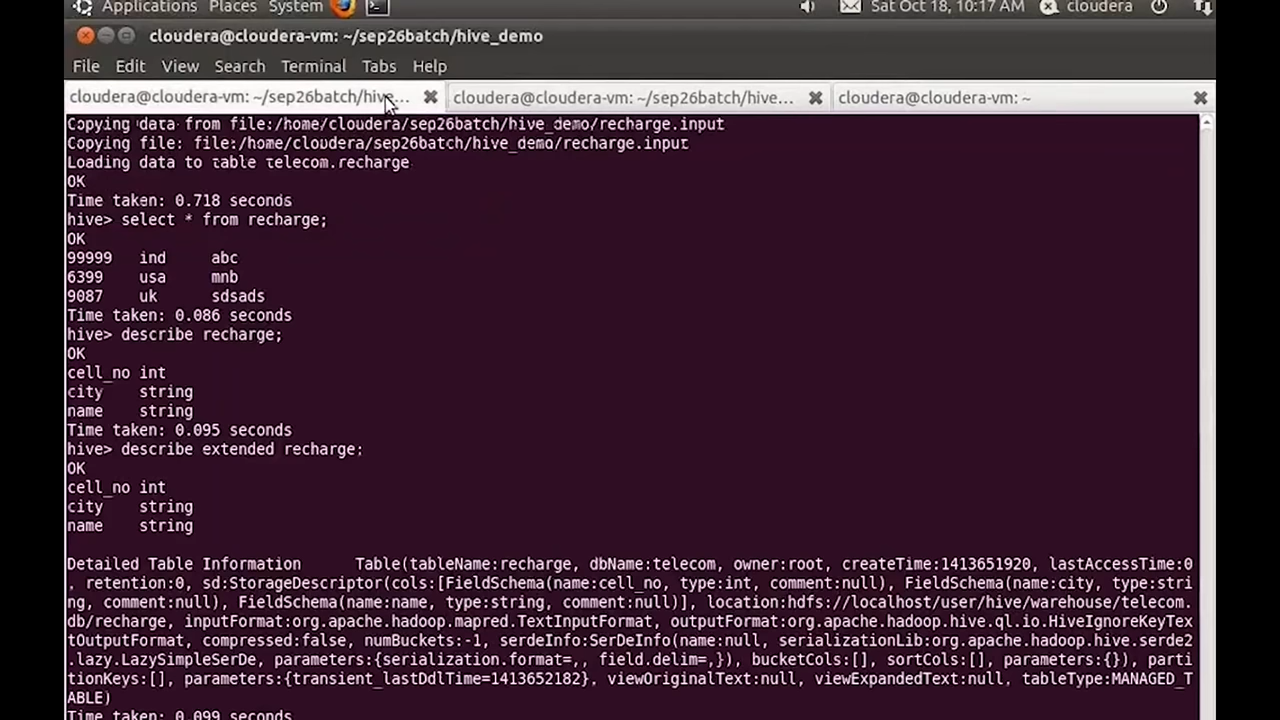 Applications Places System Sat Oct 18, 10:17 AM cloudera
cloudera@cloudera-vm: ~/sep26batch/hive_demo
File Edit View Search Terminal Tabs Help
cloudera@cloudera-vm: ~/sep26batch/hive... cloudera@cloudera-vm: ~/sep26batch/hive... cloudera@cloudera-vm: ~
Copying data from file:/home/cloudera/sep26batch/hive_demo/recharge.input
Copying file: file:/home/cloudera/sep26batch/hive_demo/recharge.input
Loading data to table telecom.recharge
OK
Time taken: 0.718 seconds
hive> select * from recharge;
OK
99999 ind abc
6399 usa mnb
9087 uk sdsads
Time taken: 0.086 seconds
hive> describe recharge;
OK
cell_no int
city string
name string
Time taken: 0.095 seconds
hive> describe extended recharge;
OK
cell_no int
city string
name string
Detailed Table Information Table(tableName:recharge, dbName:telecom, owner:root, createTime:1413651920, lastAccessTime:0
, retention:0, sd:StorageDescriptor(cols:[FieldSchema(name:cell_no, type:int, comment:null), FieldSchema(name:city, type:stri
ng, comment:null), FieldSchema(name:name, type:string, comment:null)], location:hdfs://localhost/user/hive/warehouse/telecom.
db/recharge, inputFormat:org.apache.hadoop.mapred.TextInputFormat, outputFormat:org.apache.hadoop.hive.ql.io.HiveIgnoreKeyTex
tOutputFormat, compressed:false, numBuckets:-1, serdeInfo:SerDeInfo(name:null, serializationLib:org.apache.hadoop.hive.serde2
.lazy.LazySimpleSerDe, parameters:{serialization.format=,, field.delim=,}), bucketCols:[], sortCols:[], parameters:{}), parti
tionKeys:[], parameters:{transient_lastDdlTime=1413652182}, viewOriginalText:null, viewExpandedText:null, tableType:MANAGED_T
ABLE)
Time taken: 0.099 seconds